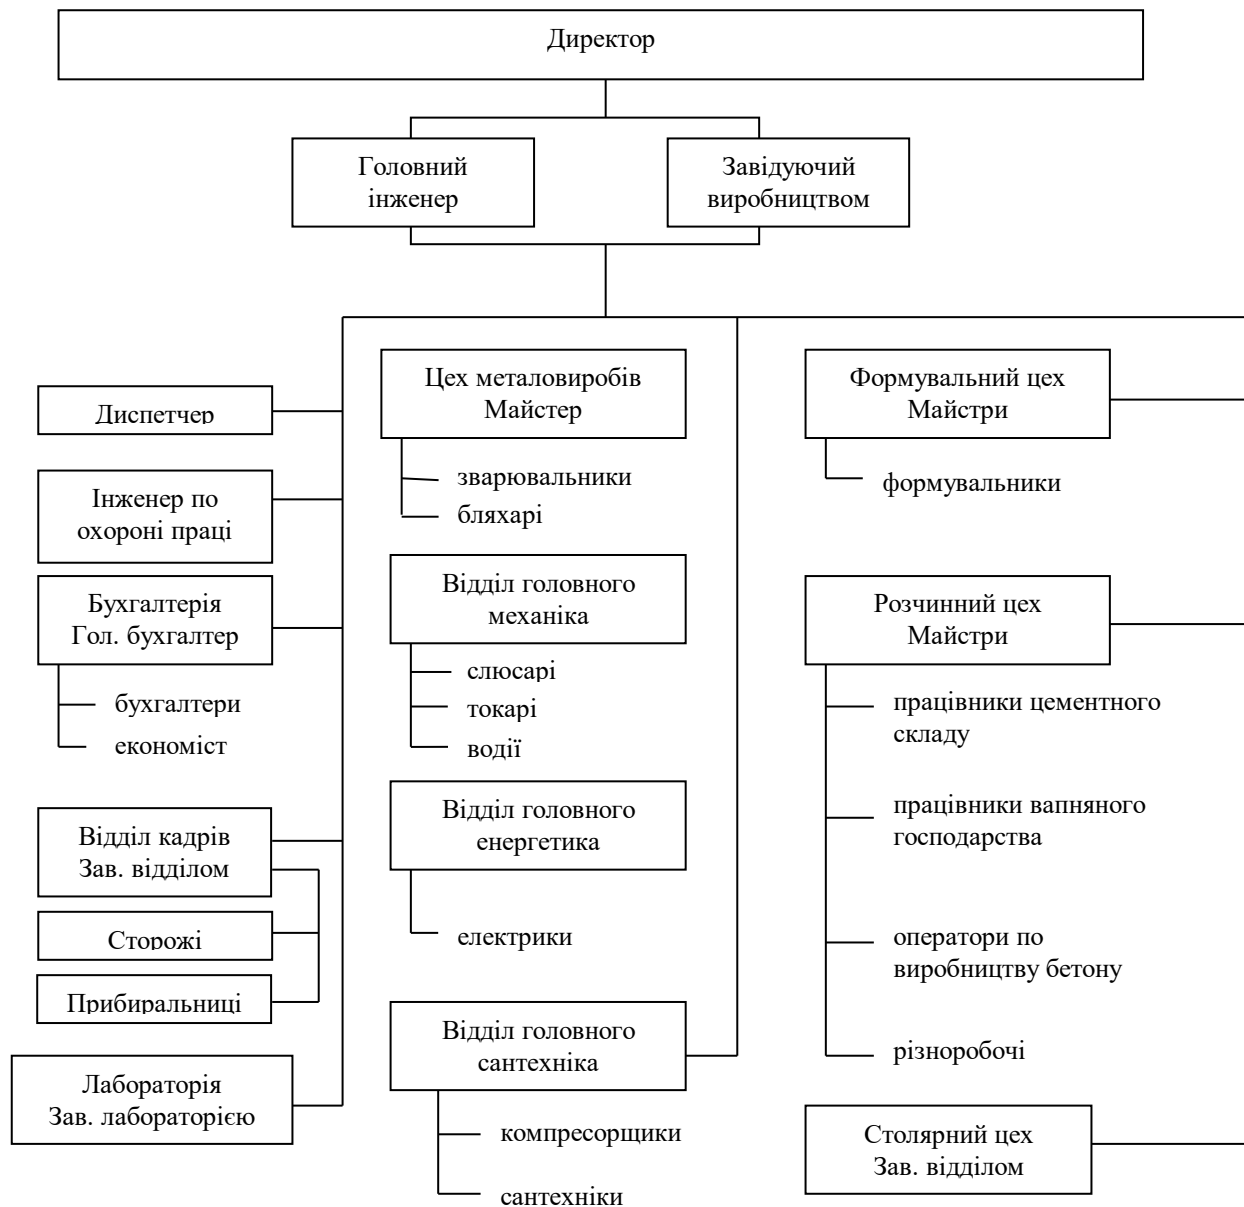 Директор
Головний
інженер
Завідуючий
виробництвом
Диспетчер
Інженер по
охороні праці
Бухгалтерія
Гол. бухгалтер
бухгалтери
економіст
Відділ кадрів
Зав. відділом
Сторожі
Прибиральниці
Лабораторія
Зав. лабораторією
Цех металовиробів
Майстер
зварювальники
бляхарі
Відділ головного
механіка
слюсарі
токарі
водії
Відділ головного
енергетика
електрики
Відділ головного
сантехніка
компресорщики
сантехніки
Формувальний цех
Майстри
формувальники
Розчинний цех
Майстри
працівники цементного
складу
працівники вапняного
господарства
оператори по
виробництву бетону
різноробочі
Столярний цех
Зав. відділом